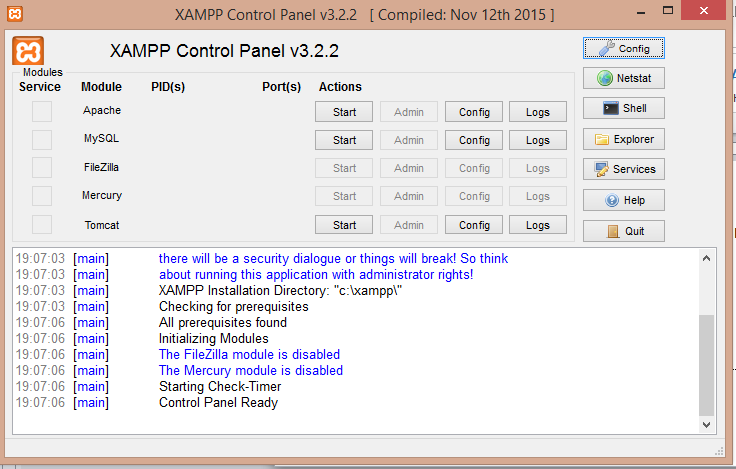 XAMPP Control Panel v3.2.2 [ Compiled: Nov 12th 2015 ]
XAMPP Control Panel v3.2.2
Config
Modules
Service Module PID(s) Port(s) Actions
Netstat
Apache Start Admin Config Logs
Shell
MySQL Start Admin Config Logs
Explorer
FileZilla Start Admin Config Logs
Services
Mercury Start Admin Config Logs
Help
Tomcat Start Admin Config Logs
Quit
19:07:03 [main] there will be a security dialogue or things will break! So think
19:07:03 [main] about running this application with administrator rights!
19:07:03 [main] XAMPP Installation Directory: "c:\xampp\"
19:07:03 [main] Checking for prerequisites
19:07:06 [main] All prerequisites found
19:07:06 [main] Initializing Modules
19:07:06 [main] The FileZilla module is disabled
19:07:06 [main] The Mercury module is disabled
19:07:06 [main] Starting Check-Timer
19:07:06 [main] Control Panel Ready